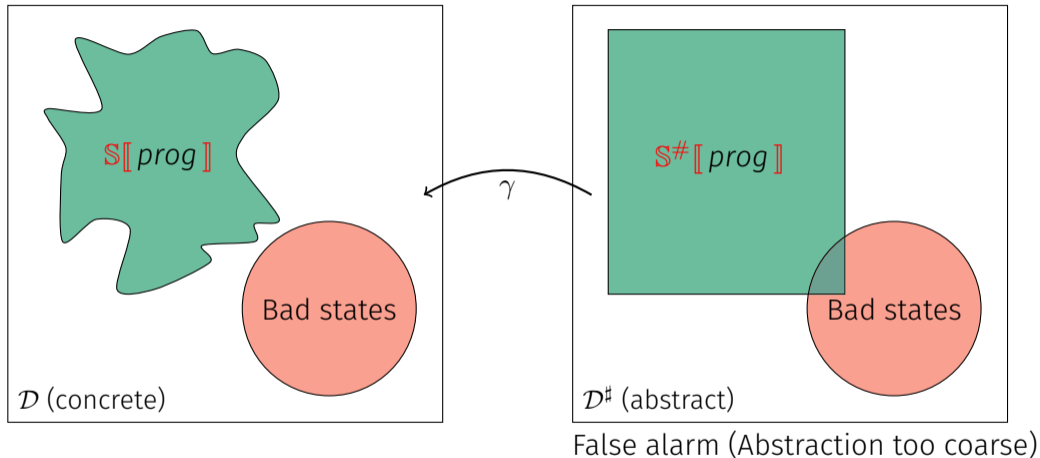 𝕊⟦prog⟧
Bad states
𝒟 (concrete)
γ
𝕊#⟦prog⟧
Bad states
𝒟♯ (abstract)
False alarm (Abstraction too coarse)